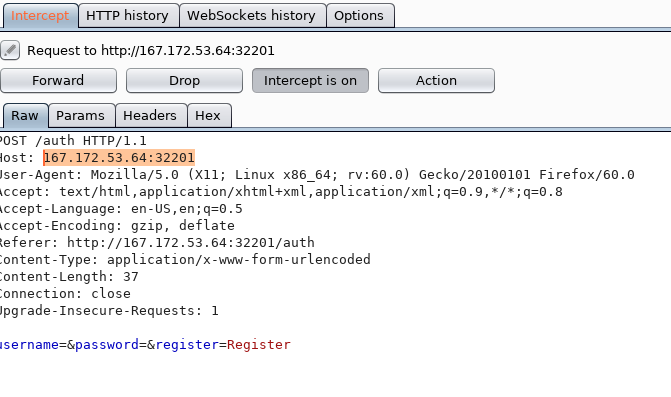 Intercept HTTP history WebSockets history Options
Request to http://167.172.53.64:32201
Forward Drop Intercept is on Action
Raw Params Headers Hex
POST /auth HTTP/1.1
Host: 167.172.53.64:32201
User-Agent: Mozilla/5.0 (X11; Linux x86_64; rv:60.0) Gecko/20100101 Firefox/60.0
Accept: text/html,application/xhtml+xml,application/xml;q=0.9,*/*;q=0.8
Accept-Language: en-US,en;q=0.5
Accept-Encoding: gzip, deflate
Referer: http://167.172.53.64:32201/auth
Content-Type: application/x-www-form-urlencoded
Content-Length: 37
Connection: close
Upgrade-Insecure-Requests: 1
username=&password=&register=Register